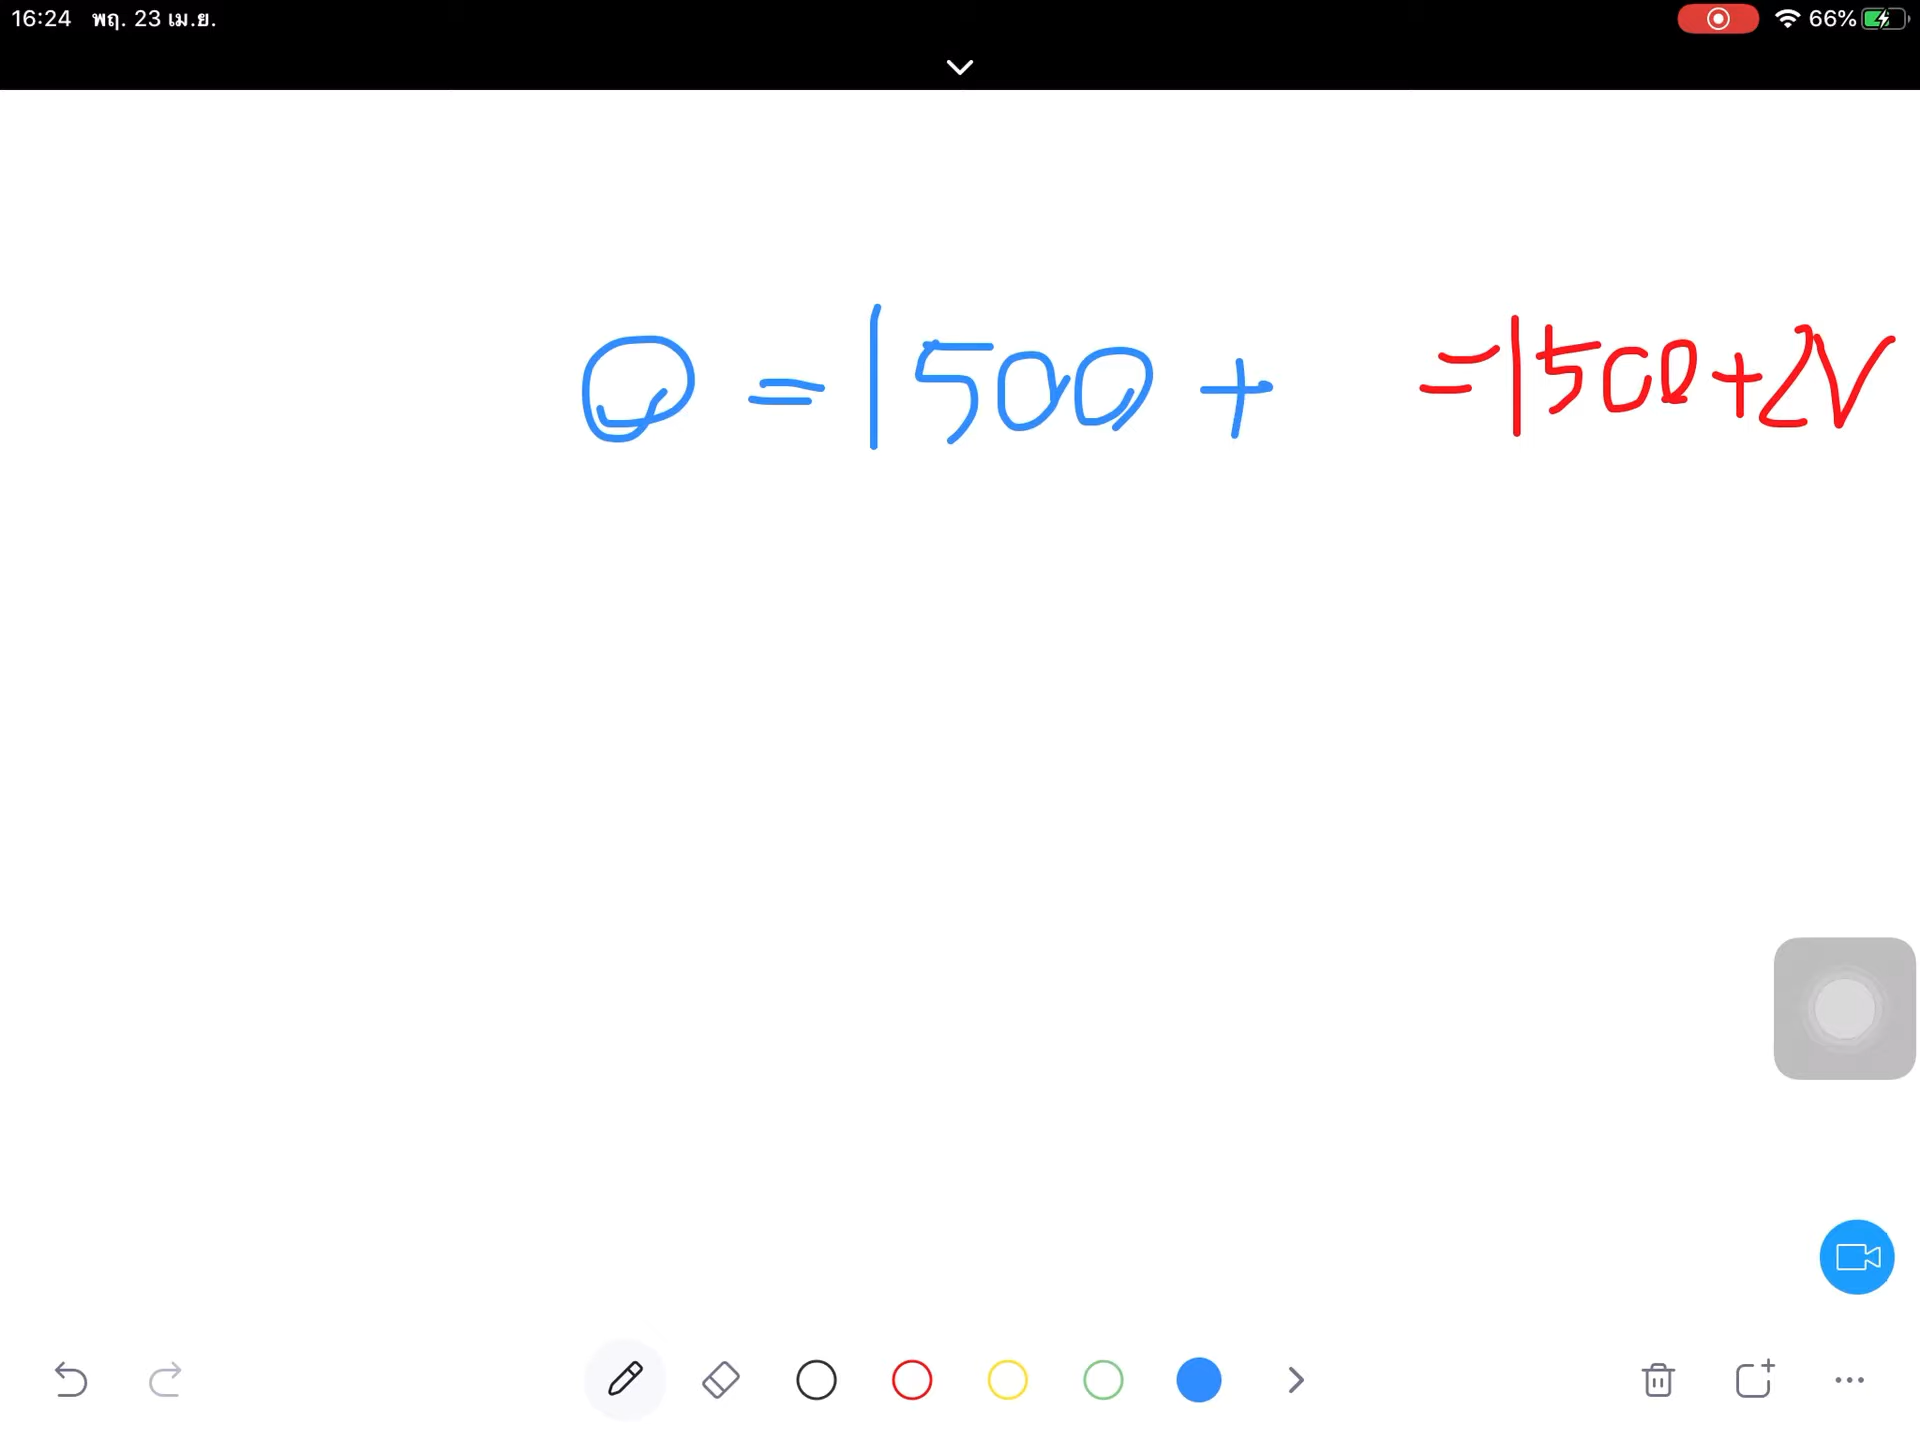 16:24 พฤ. 23 เม.ย. 66%
Q = 1500 + = 1500 + 2V